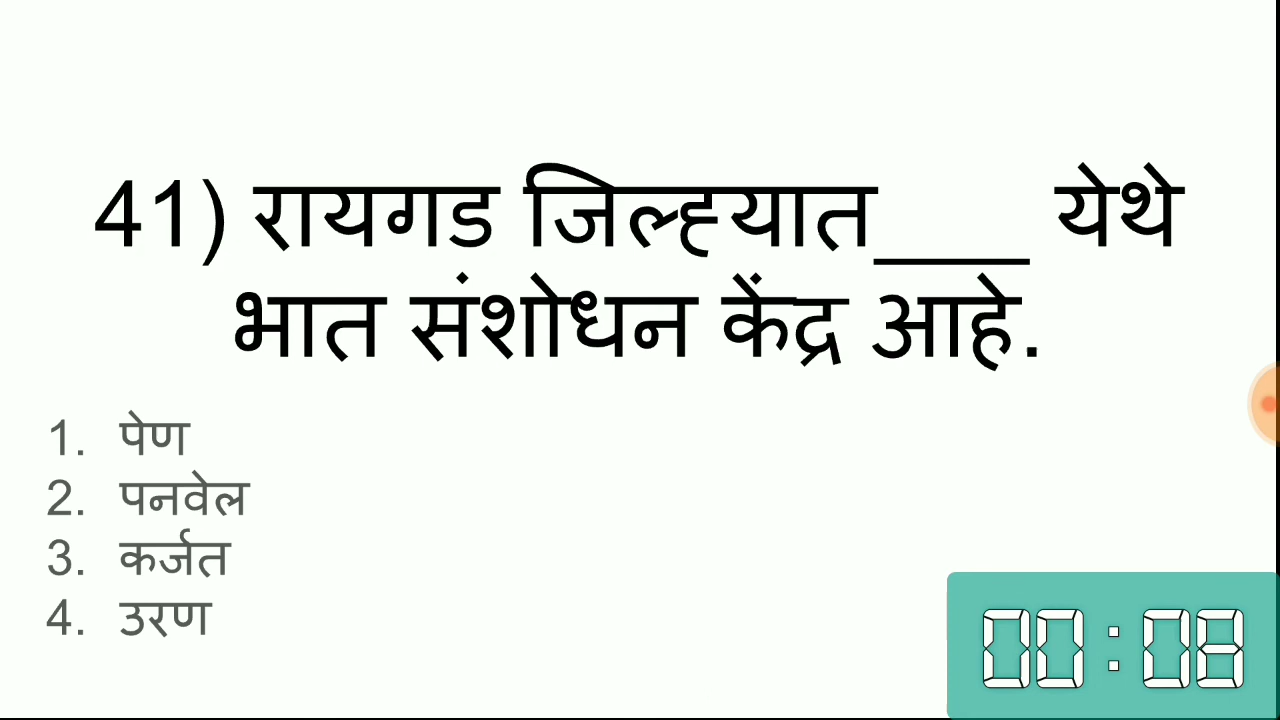 41) रायगड जिल्ह्यात___ येथे
भात संशोधन केंद्र आहे.
1. पेण
2. पनवेल
3. कर्जत
4. उरण
00:08